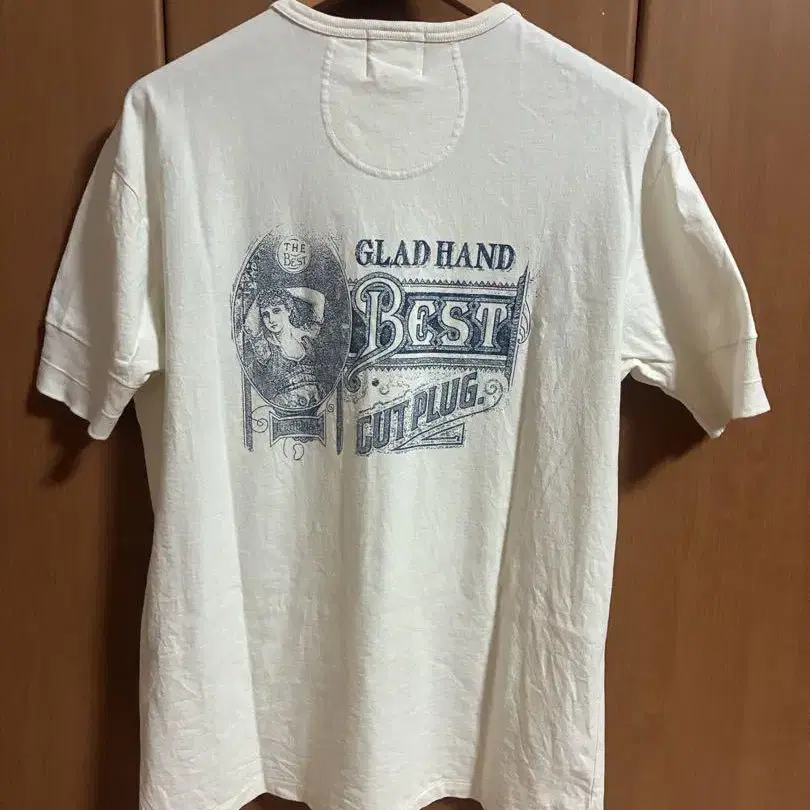 THE
BEST
GLAD HAND
BEST
CUT PLUG.